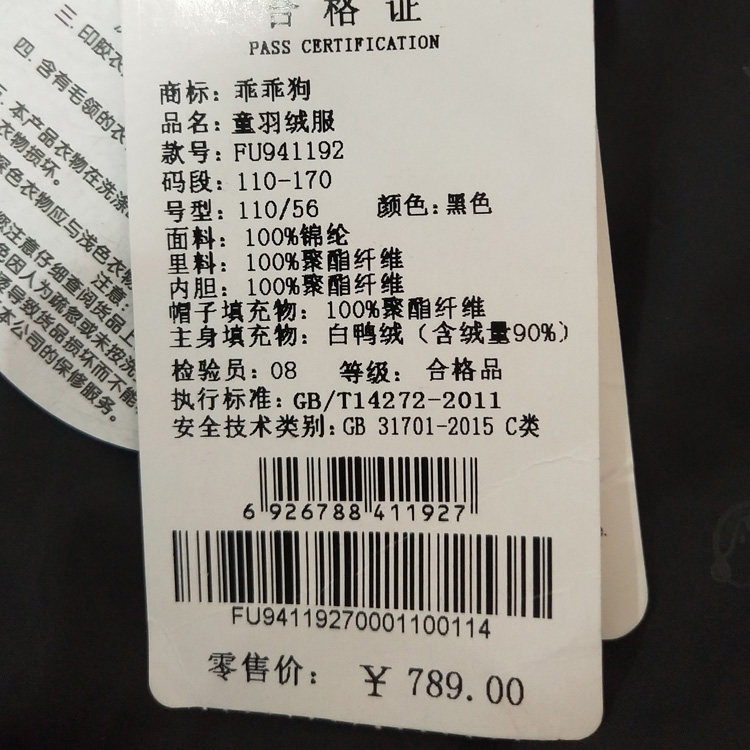 合格证
PASS CERTIFICATION
商标：乖乖狗
品名：童羽绒服
款号：FU941192
码段：110-170
号型：110/56 颜色：黑色
面料：100%锦纶
里料：100%聚酯纤维
内胆：100%聚酯纤维
帽子填充物：100%聚酯纤维
主身填充物：白鸭绒（含绒量90%）
检验员：08 等级：合格品
执行标准：GB/T14272-2011
安全技术类别：GB 31701-2015 C类
6 926788 411927
FU94119270001100114
零售价：￥789.00
三.印胶衣
四.含有毛领的衣
本产品衣物在洗涤
衣物损坏。
深色衣物应与浅色衣物
注意：
您注意仔细查阅货品上
免因人为疏忽或未按洗
导致货品损坏而不能
本公司的保修服务。